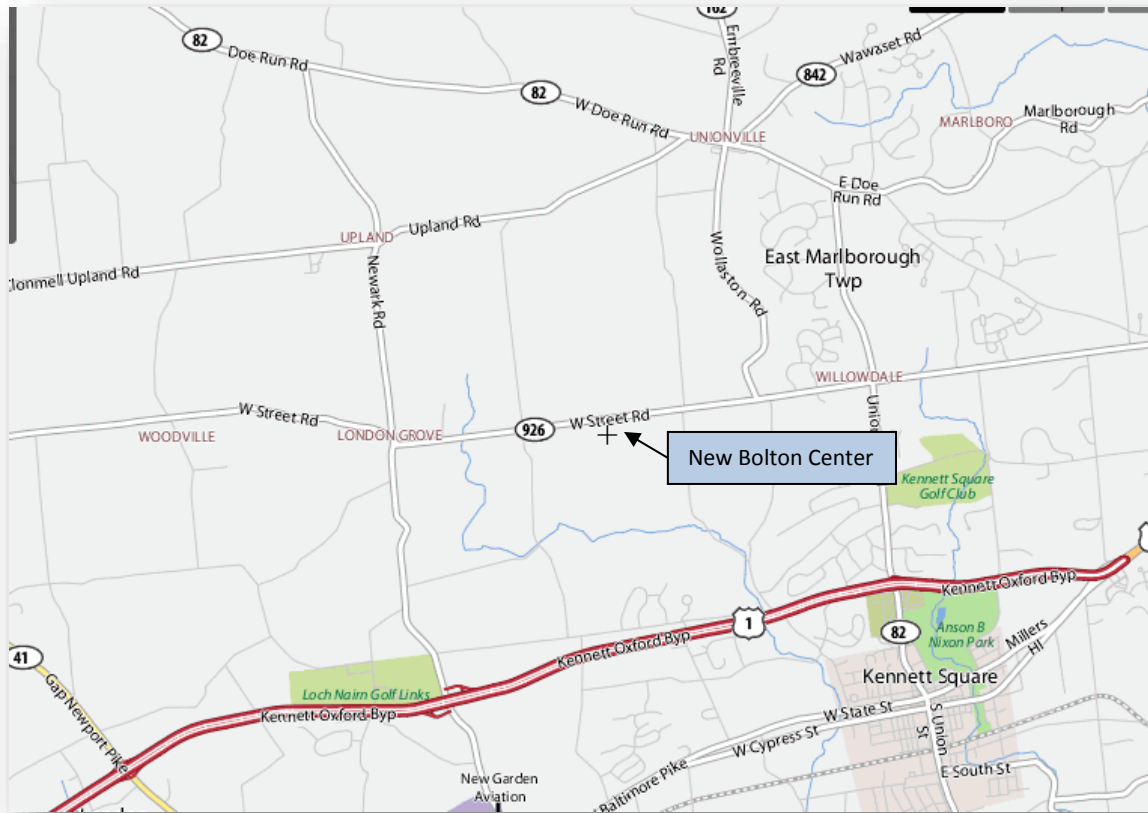 162
82
Doe Run Rd
Embreeville
Rd
Wawaset Rd
842
82
W Doe Run Rd
UNIONVILLE
MARLBORO
Marlborough
Rd
E Doe
Run Rd
Upland Rd
UPLAND
Clonmell Upland Rd
Newark Rd
Wollaston Rd
East Marlborough
Twp
WILLOWDALE
W Street Rd
WOODVILLE
LONDON GROVE
926
W Street Rd
New Bolton Center
Kennett Square
Golf Club
Kennett Oxford Byp
1
82
Anson B
Nixon Park
Millers
Hl
Kennett Oxford Byp
41
Gap Newport Pike
Loch Nairn Golf Links
Kennett Oxford Byp
Kennett Square
W State St
W Cypress St
S Union
St
Baltimore Pike
E South St
New Garden
Aviation